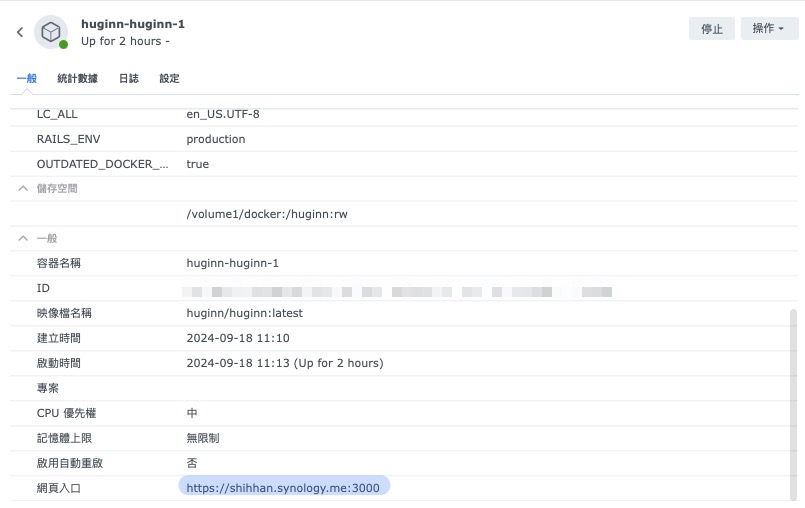 huginn-huginn-1
Up for 2 hours -
停止
操作
一般 統計數據 日誌 設定
LC_ALL en_US.UTF-8
RAILS_ENV production
OUTDATED_DOCKER_... true
儲存空間
/volume1/docker:/huginn:rw
一般
容器名稱 huginn-huginn-1
ID
映像檔名稱 huginn/huginn:latest
建立時間 2024-09-18 11:10
啟動時間 2024-09-18 11:13 (Up for 2 hours)
專案
CPU 優先權 中
記憶體上限 無限制
啟用自動重啟 否
網頁入口 https://shihhan.synology.me:3000